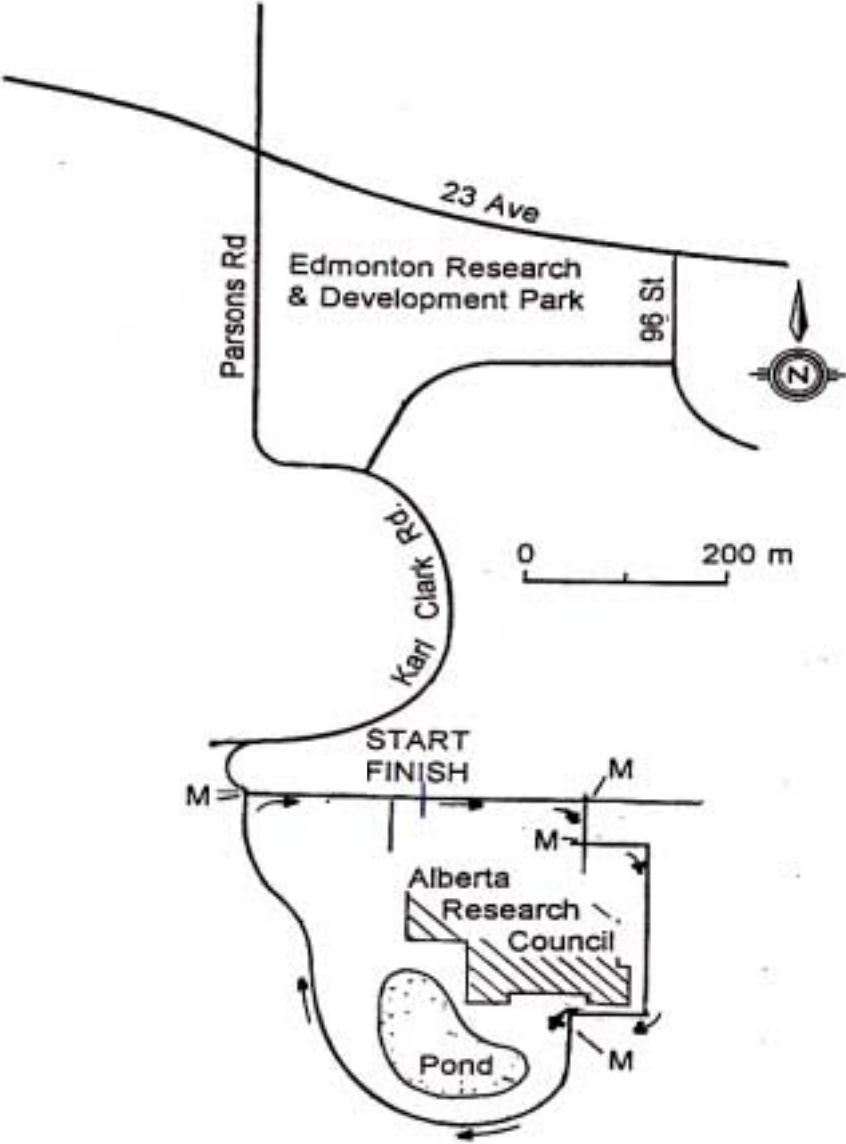 23 Ave
Parsons Rd
Edmonton Research
& Development Park
96 St
N
Karl Clark Rd.
0 200 m
START
FINISH
M
M
M
Alberta
Research
Council
Pond
M